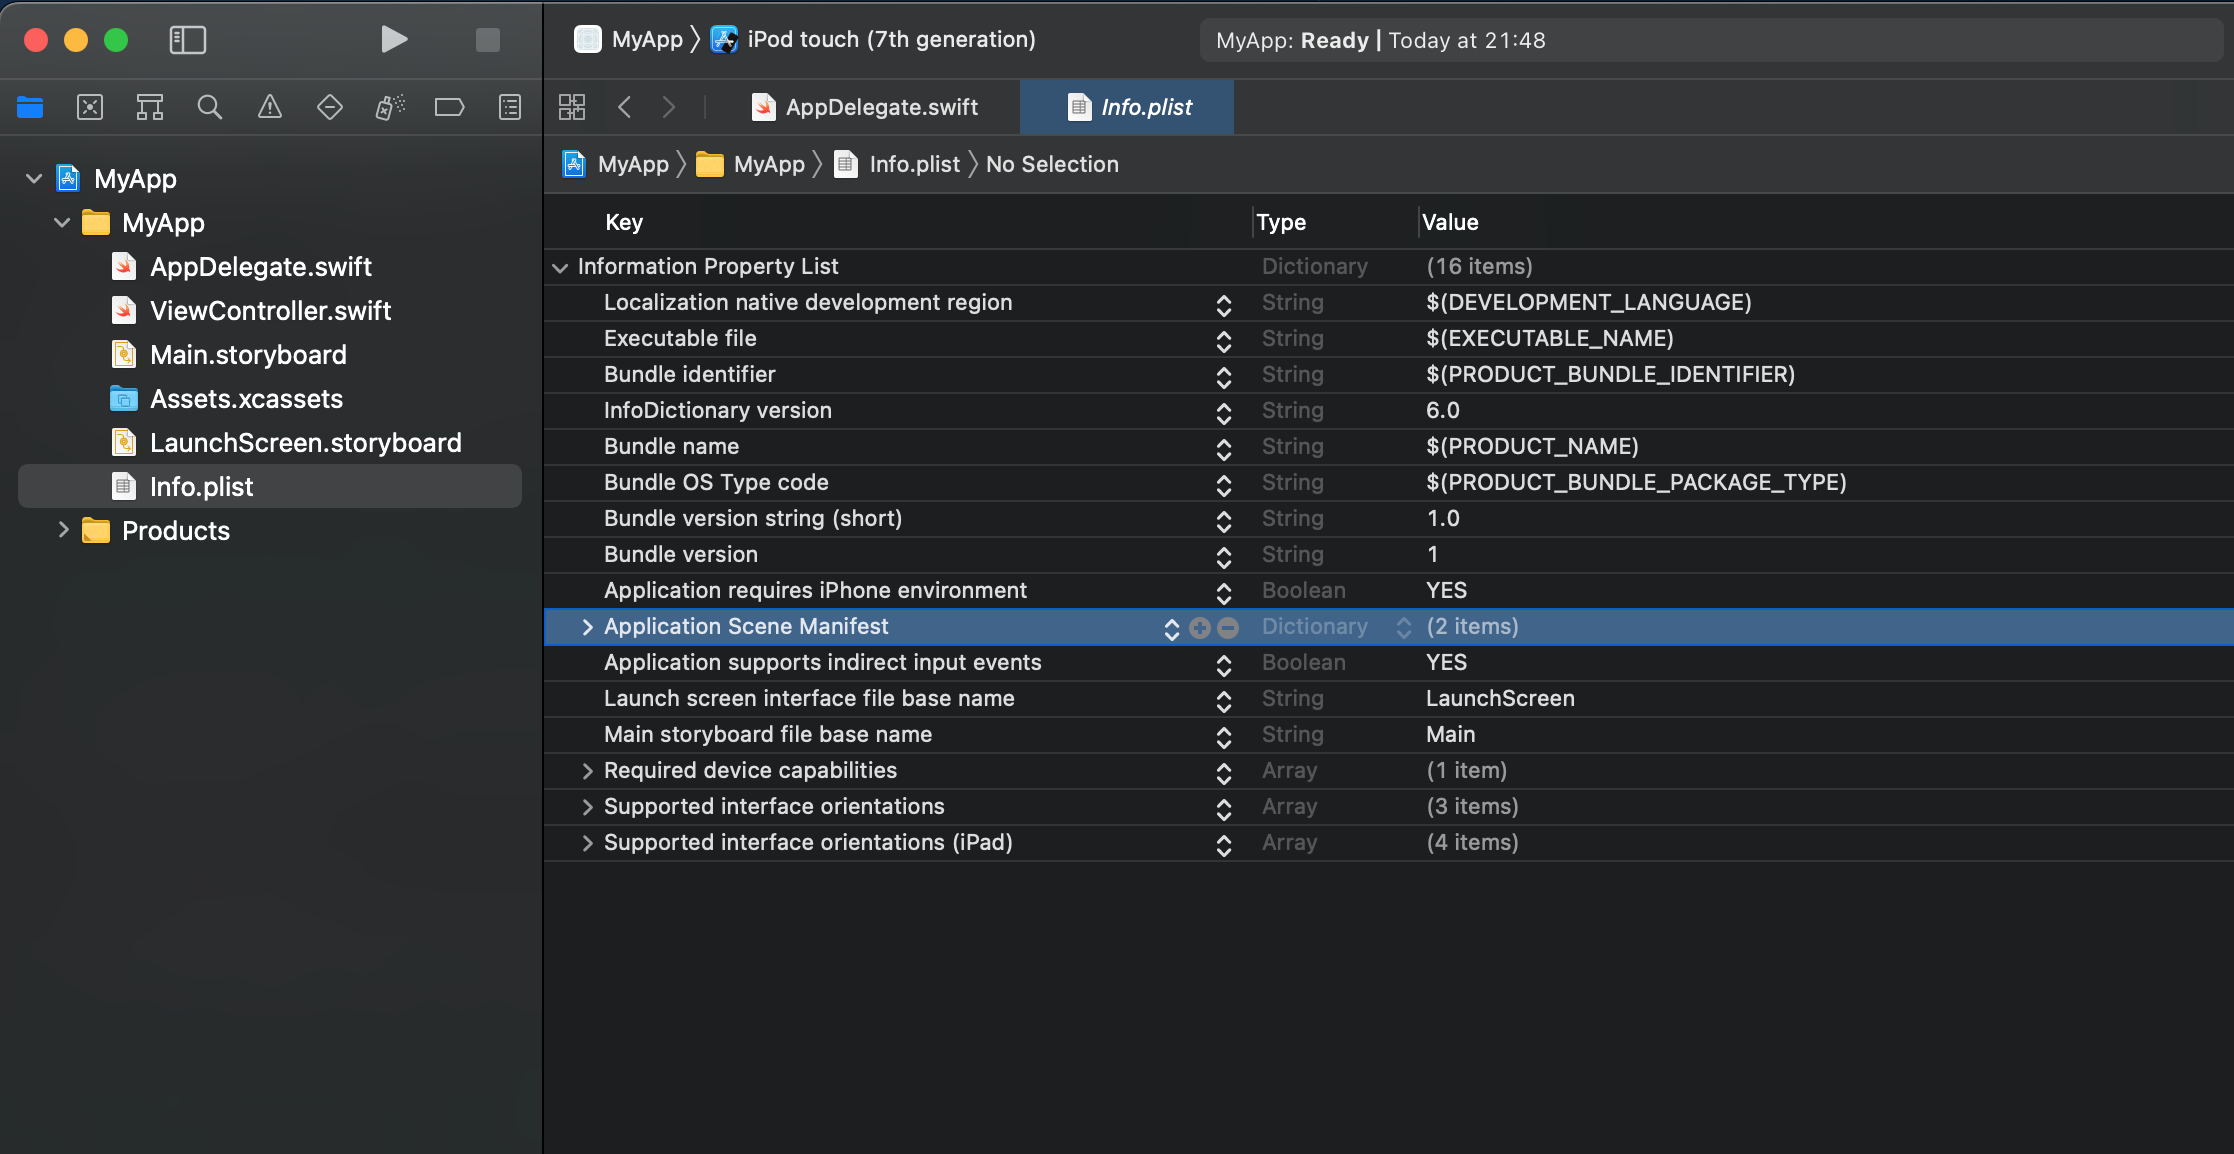 MyApp
iPod touch (7th generation)
MyApp: Ready | Today at 21:48
AppDelegate.swift
Info.plist
MyApp
MyApp
Info.plist
No Selection
MyApp
MyApp
AppDelegate.swift
ViewController.swift
Main.storyboard
Assets.xcassets
LaunchScreen.storyboard
Info.plist
Products
Key Type Value
Information Property List Dictionary (16 items)
Localization native development region String $(DEVELOPMENT_LANGUAGE)
Executable file String $(EXECUTABLE_NAME)
Bundle identifier String $(PRODUCT_BUNDLE_IDENTIFIER)
InfoDictionary version String 6.0
Bundle name String $(PRODUCT_NAME)
Bundle OS Type code String $(PRODUCT_BUNDLE_PACKAGE_TYPE)
Bundle version string (short) String 1.0
Bundle version String 1
Application requires iPhone environment Boolean YES
Application Scene Manifest Dictionary (2 items)
Application supports indirect input events Boolean YES
Launch screen interface file base name String LaunchScreen
Main storyboard file base name String Main
Required device capabilities Array (1 item)
Supported interface orientations Array (3 items)
Supported interface orientations (iPad) Array (4 items)